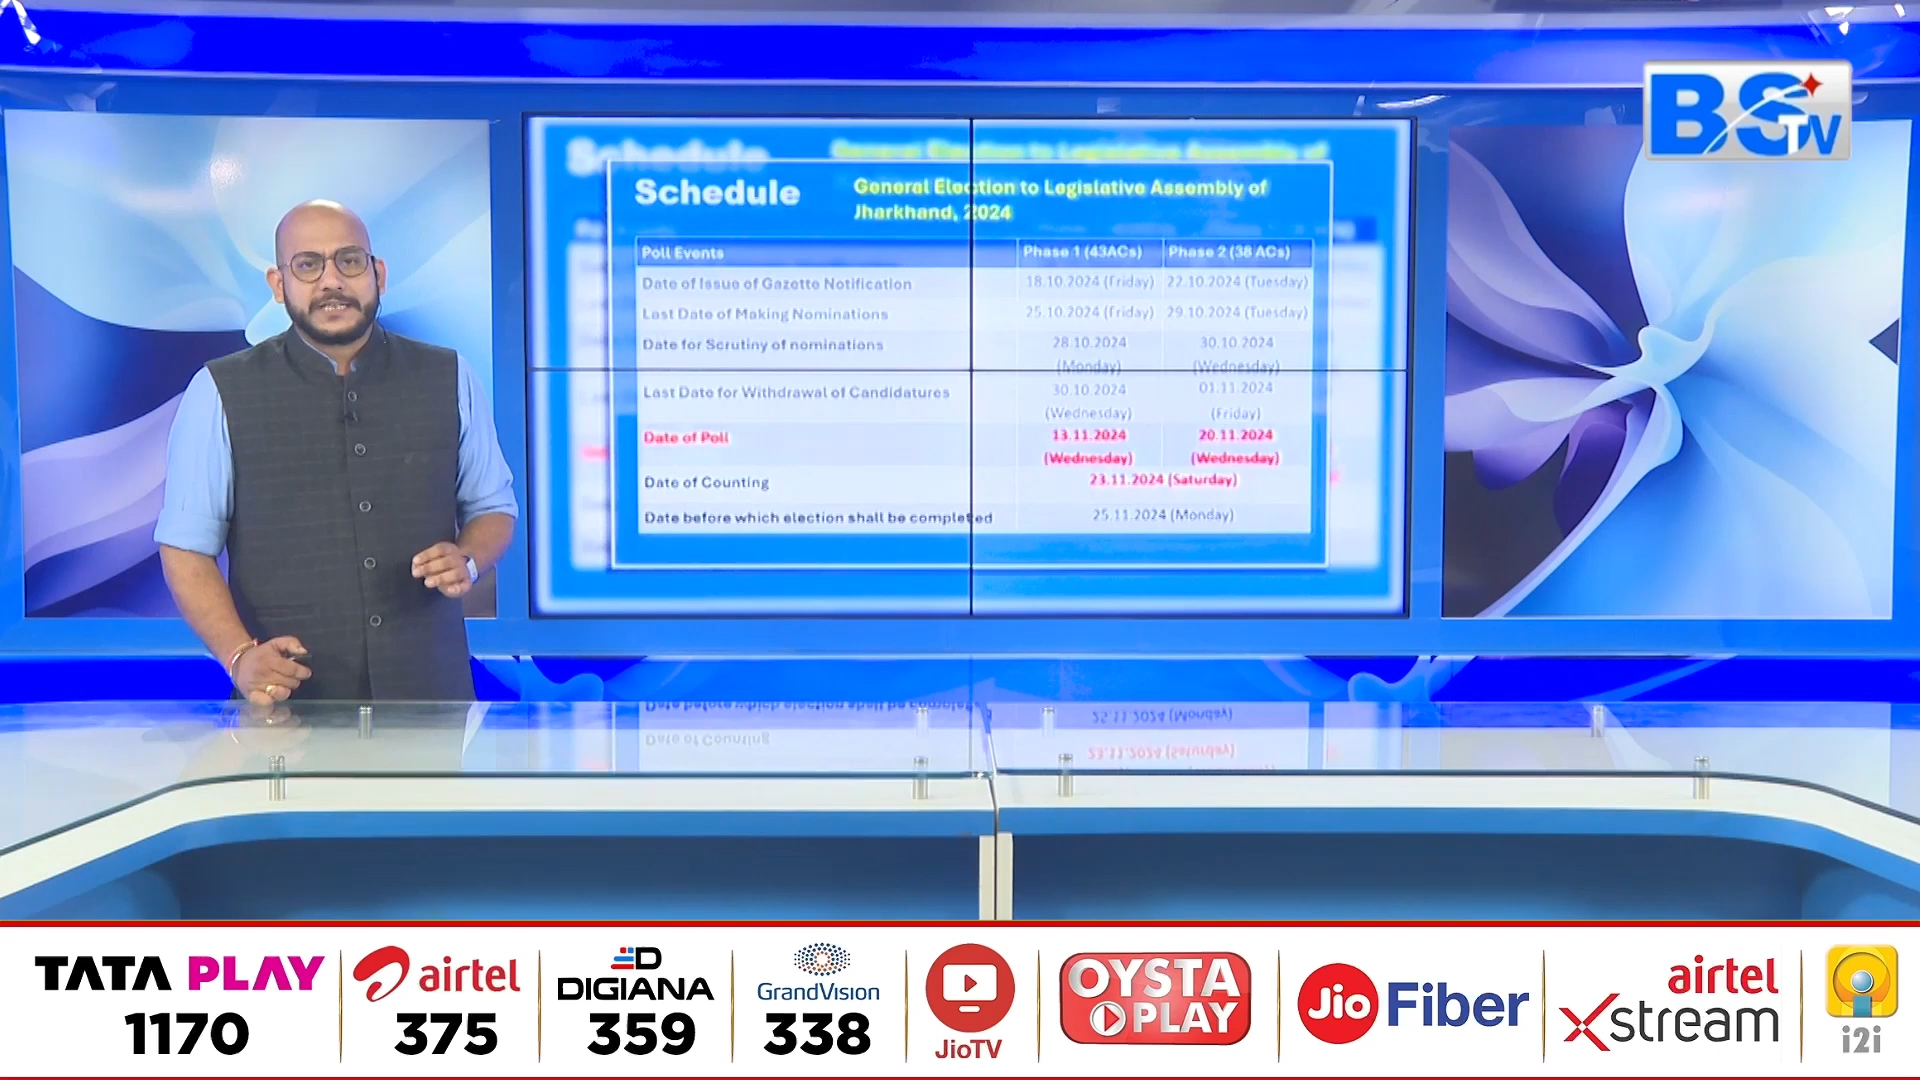 BSTV
Schedule
General Election to Legislative Assembly of
Jharkhand, 2024
Poll Events Phase 1 (43ACs) Phase 2 (38 ACs)
Date of Issue of Gazette Notification 18.10.2024 (Friday) 22.10.2024 (Tuesday)
Last Date of Making Nominations 25.10.2024 (Friday) 29.10.2024 (Tuesday)
Date for Scrutiny of nominations 28.10.2024 30.10.2024
(Monday) (Wednesday)
Last Date for Withdrawal of Candidatures 30.10.2024 01.11.2024
(Wednesday) (Friday)
Date of Poll 13.11.2024 20.11.2024
(Wednesday) (Wednesday)
Date of Counting 23.11.2024 (Saturday)
Date before which election shall be completed 25.11.2024 (Monday)
TATA PLAY
1170
airtel
375
D
DIGIANA
359
GrandVision
338
JioTV
OYSTA
PLAY
Jio Fiber
airtel
Xstream
i2i